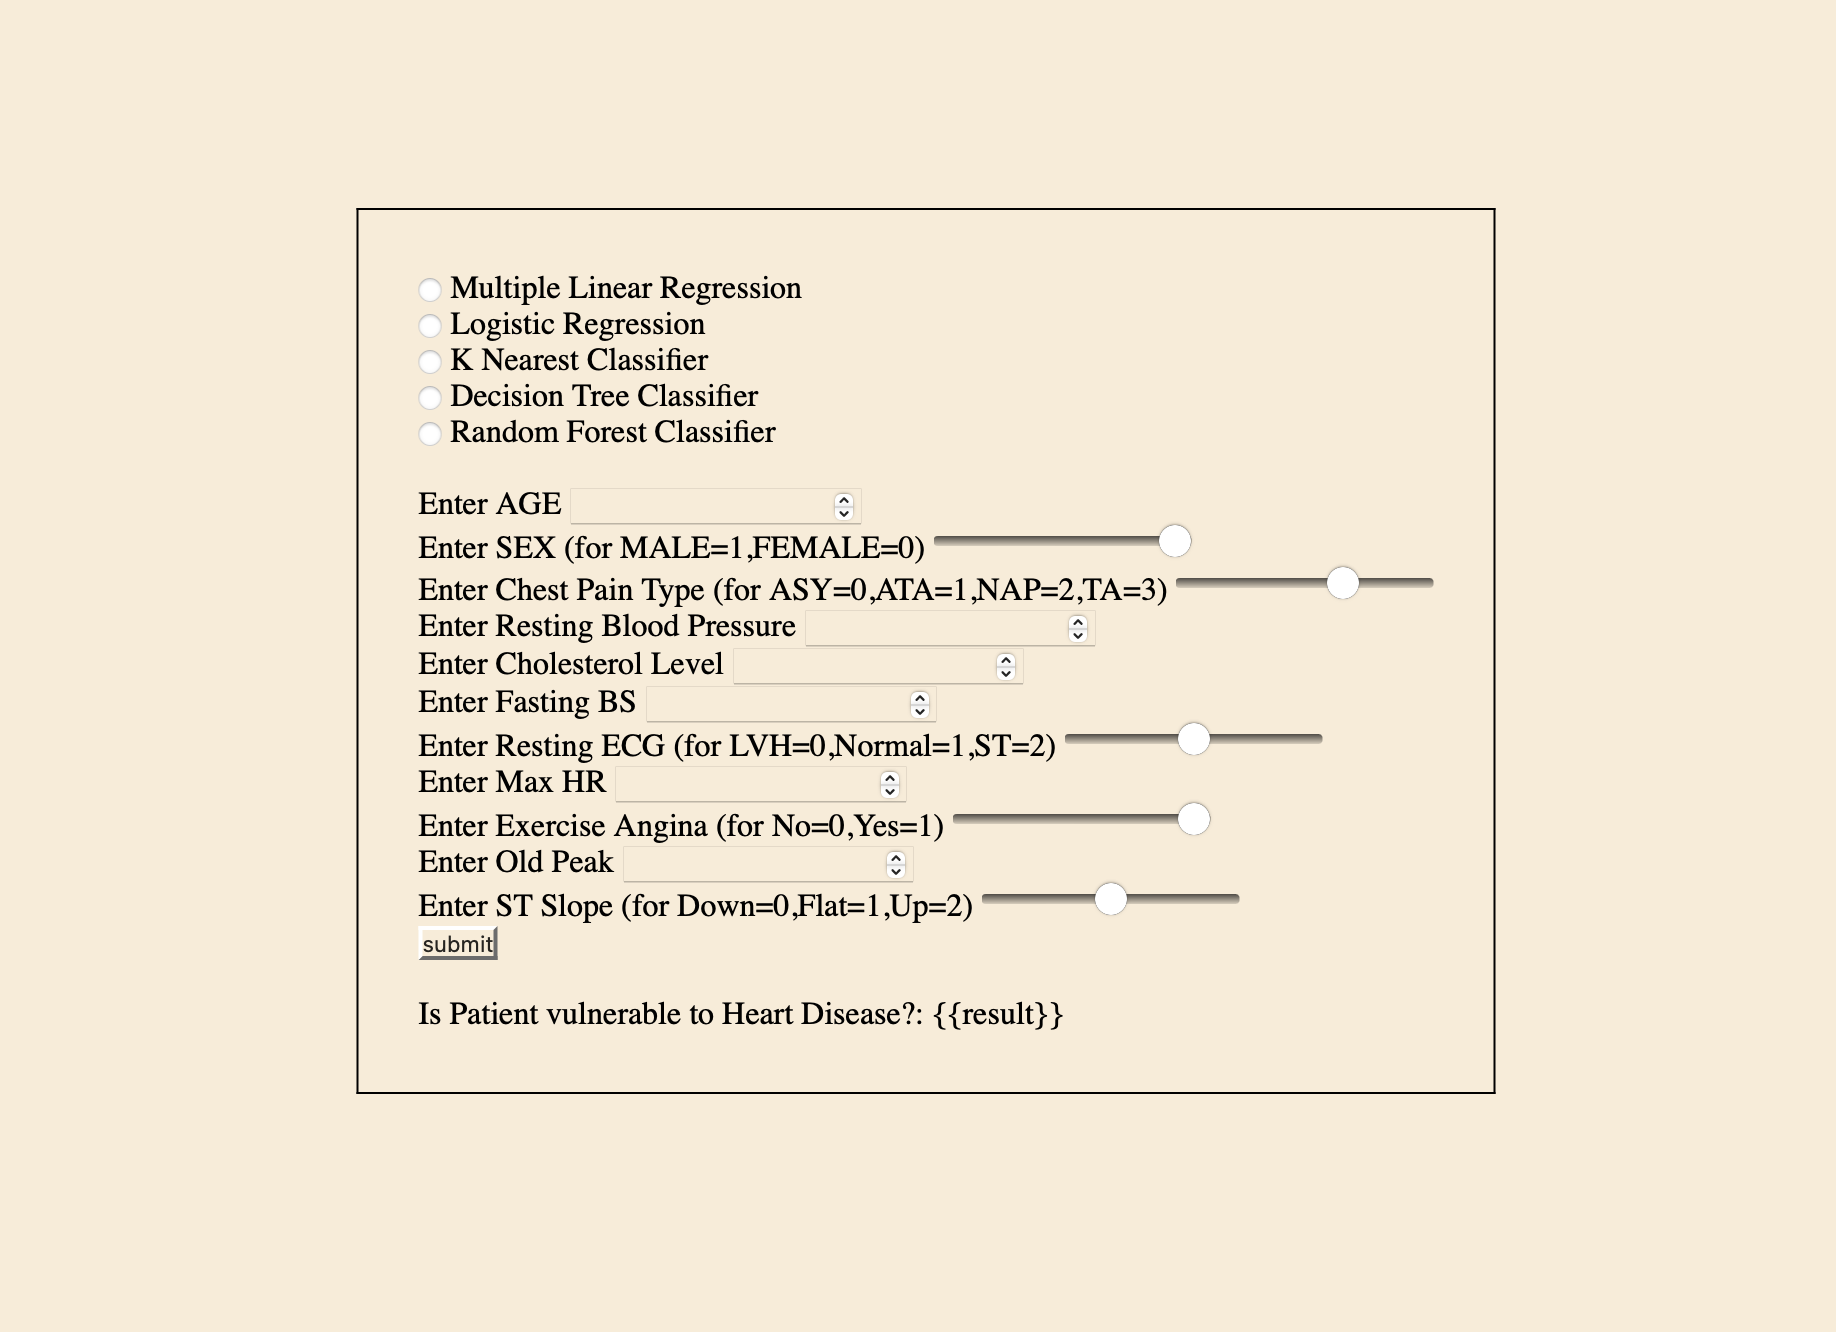 Multiple Linear Regression
Logistic Regression
K Nearest Classifier
Decision Tree Classifier
Random Forest Classifier
Enter AGE
Enter SEX (for MALE=1,FEMALE=0)
Enter Chest Pain Type (for ASY=0,ATA=1,NAP=2,TA=3)
Enter Resting Blood Pressure
Enter Cholesterol Level
Enter Fasting BS
Enter Resting ECG (for LVH=0,Normal=1,ST=2)
Enter Max HR
Enter Exercise Angina (for No=0,Yes=1)
Enter Old Peak
Enter ST Slope (for Down=0,Flat=1,Up=2)
submit
Is Patient vulnerable to Heart Disease?: {{result}}